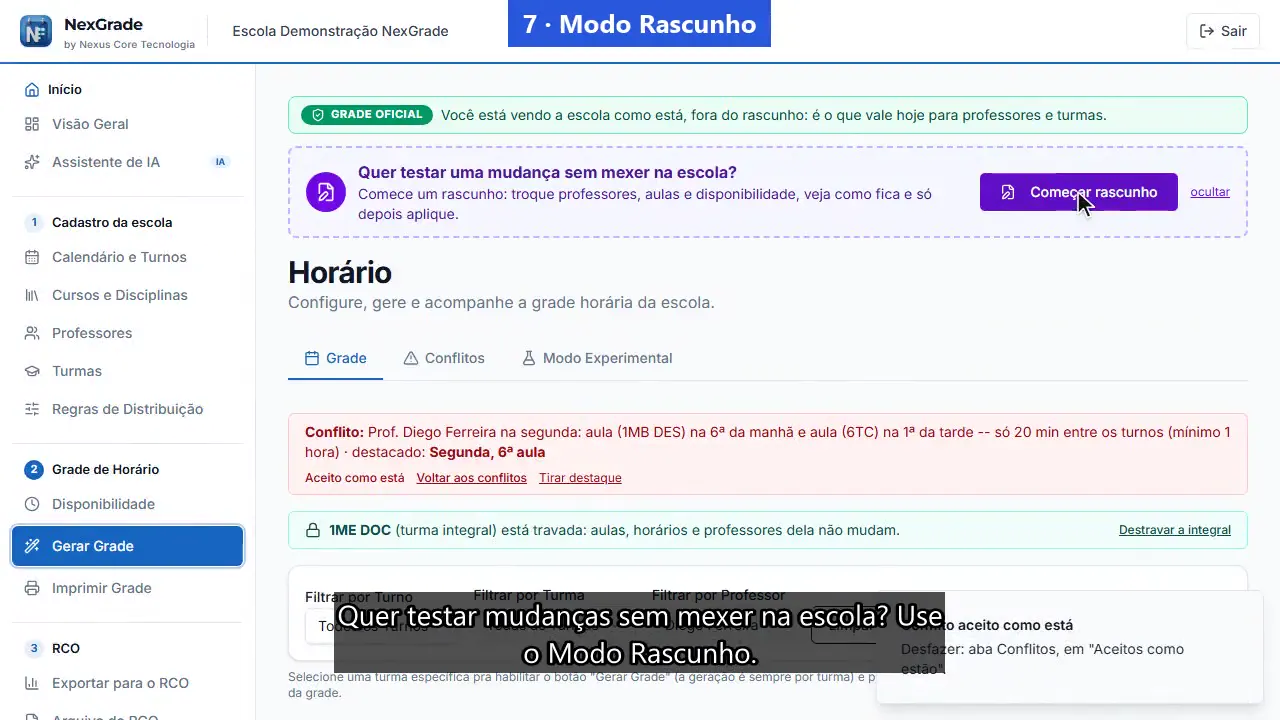 NexGrade
by Nexus Core Tecnologia
Escola Demonstração NexGrade
7 · Modo Rascunho
Sair
Início
Visão Geral
Assistente de IA
IA
1
Cadastro da escola
Calendário e Turnos
Cursos e Disciplinas
Professores
Turmas
Regras de Distribuição
2
Grade de Horário
Disponibilidade
Gerar Grade
Imprimir Grade
3
RCO
Exportar para o RCO
GRADE OFICIAL
Você está vendo a escola como está, fora do rascunho: é o que vale hoje para professores e turmas.
Quer testar uma mudança sem mexer na escola?
Comece um rascunho: troque professores, aulas e disponibilidade, veja como fica e só
depois aplique.
Começar rascunho
ocultar
Horário
Configure, gere e acompanhe a grade horária da escola.
Grade
Conflitos
Modo Experimental
Conflito: Prof. Diego Ferreira na segunda: aula (1MB DES) na 6ª da manhã e aula (6TC) na 1ª da tarde -- só 20 min entre os turnos (mínimo 1
hora) · destacado: Segunda, 6ª aula
Aceito como está
Voltar aos conflitos
Tirar destaque
1ME DOC (turma integral) está travada: aulas, horários e professores dela não mudam.
Destravar a integral
Filtrar por Turno
Filtrar por Turma
Filtrar por Professor
Quer testar mudanças sem mexer na escola? Use
o Modo Rascunho.
aceito como está
Desfazer: aba Conflitos, em "Aceitos como
estão".
Selecione uma turma específica pra habilitar o botão "Gerar Grade" (a geração é sempre por turma) e p
da grade.